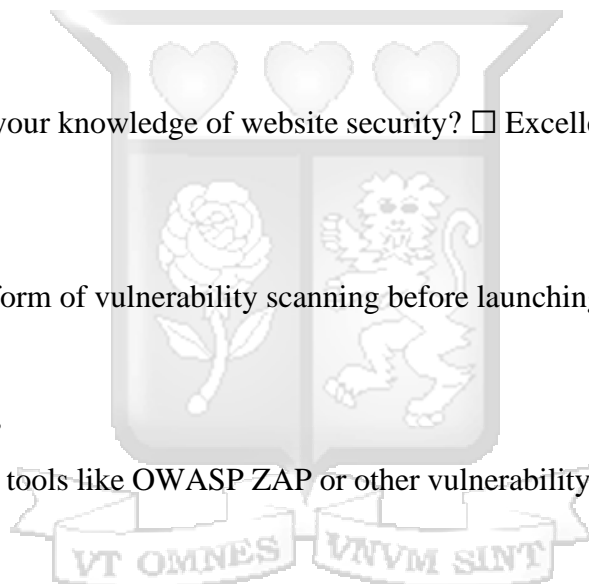 your knowledge of website security? ☐ Excelle
form of vulnerability scanning before launching
tools like OWASP ZAP or other vulnerability
VT OMNES VNVM SINT